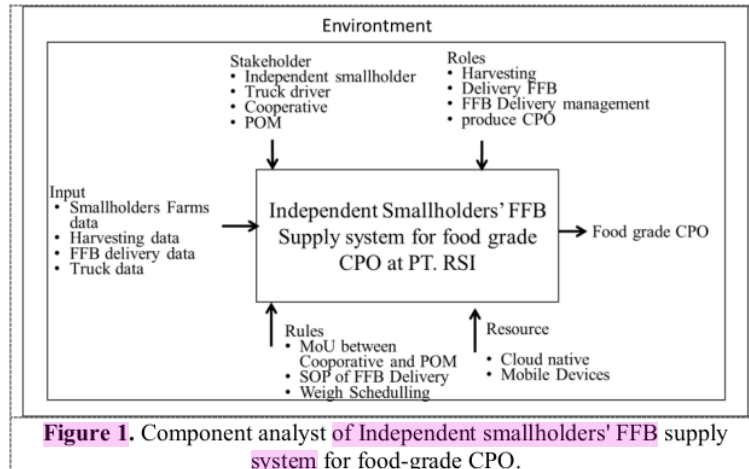 Environtment
Stakeholder
• Independent smallholder
• Truck driver
• Cooperative
• POM
Roles
• Harvesting
• Delivery FFB
• FFB Delivery management
• produce CPO
Input
• Smallholders Farms
data
• Harvesting data
• FFB delivery data
• Truck data
Independent Smallholders’ FFB
Supply system for food grade
CPO at PT. RSI
Food grade CPO
Rules
• MoU between
Cooporative and POM
• SOP of FFB Delivery
• Weigh Schedulling
Resource
• Cloud native
• Mobile Devices
Figure 1. Component analyst of Independent smallholders' FFB supply
system for food-grade CPO.